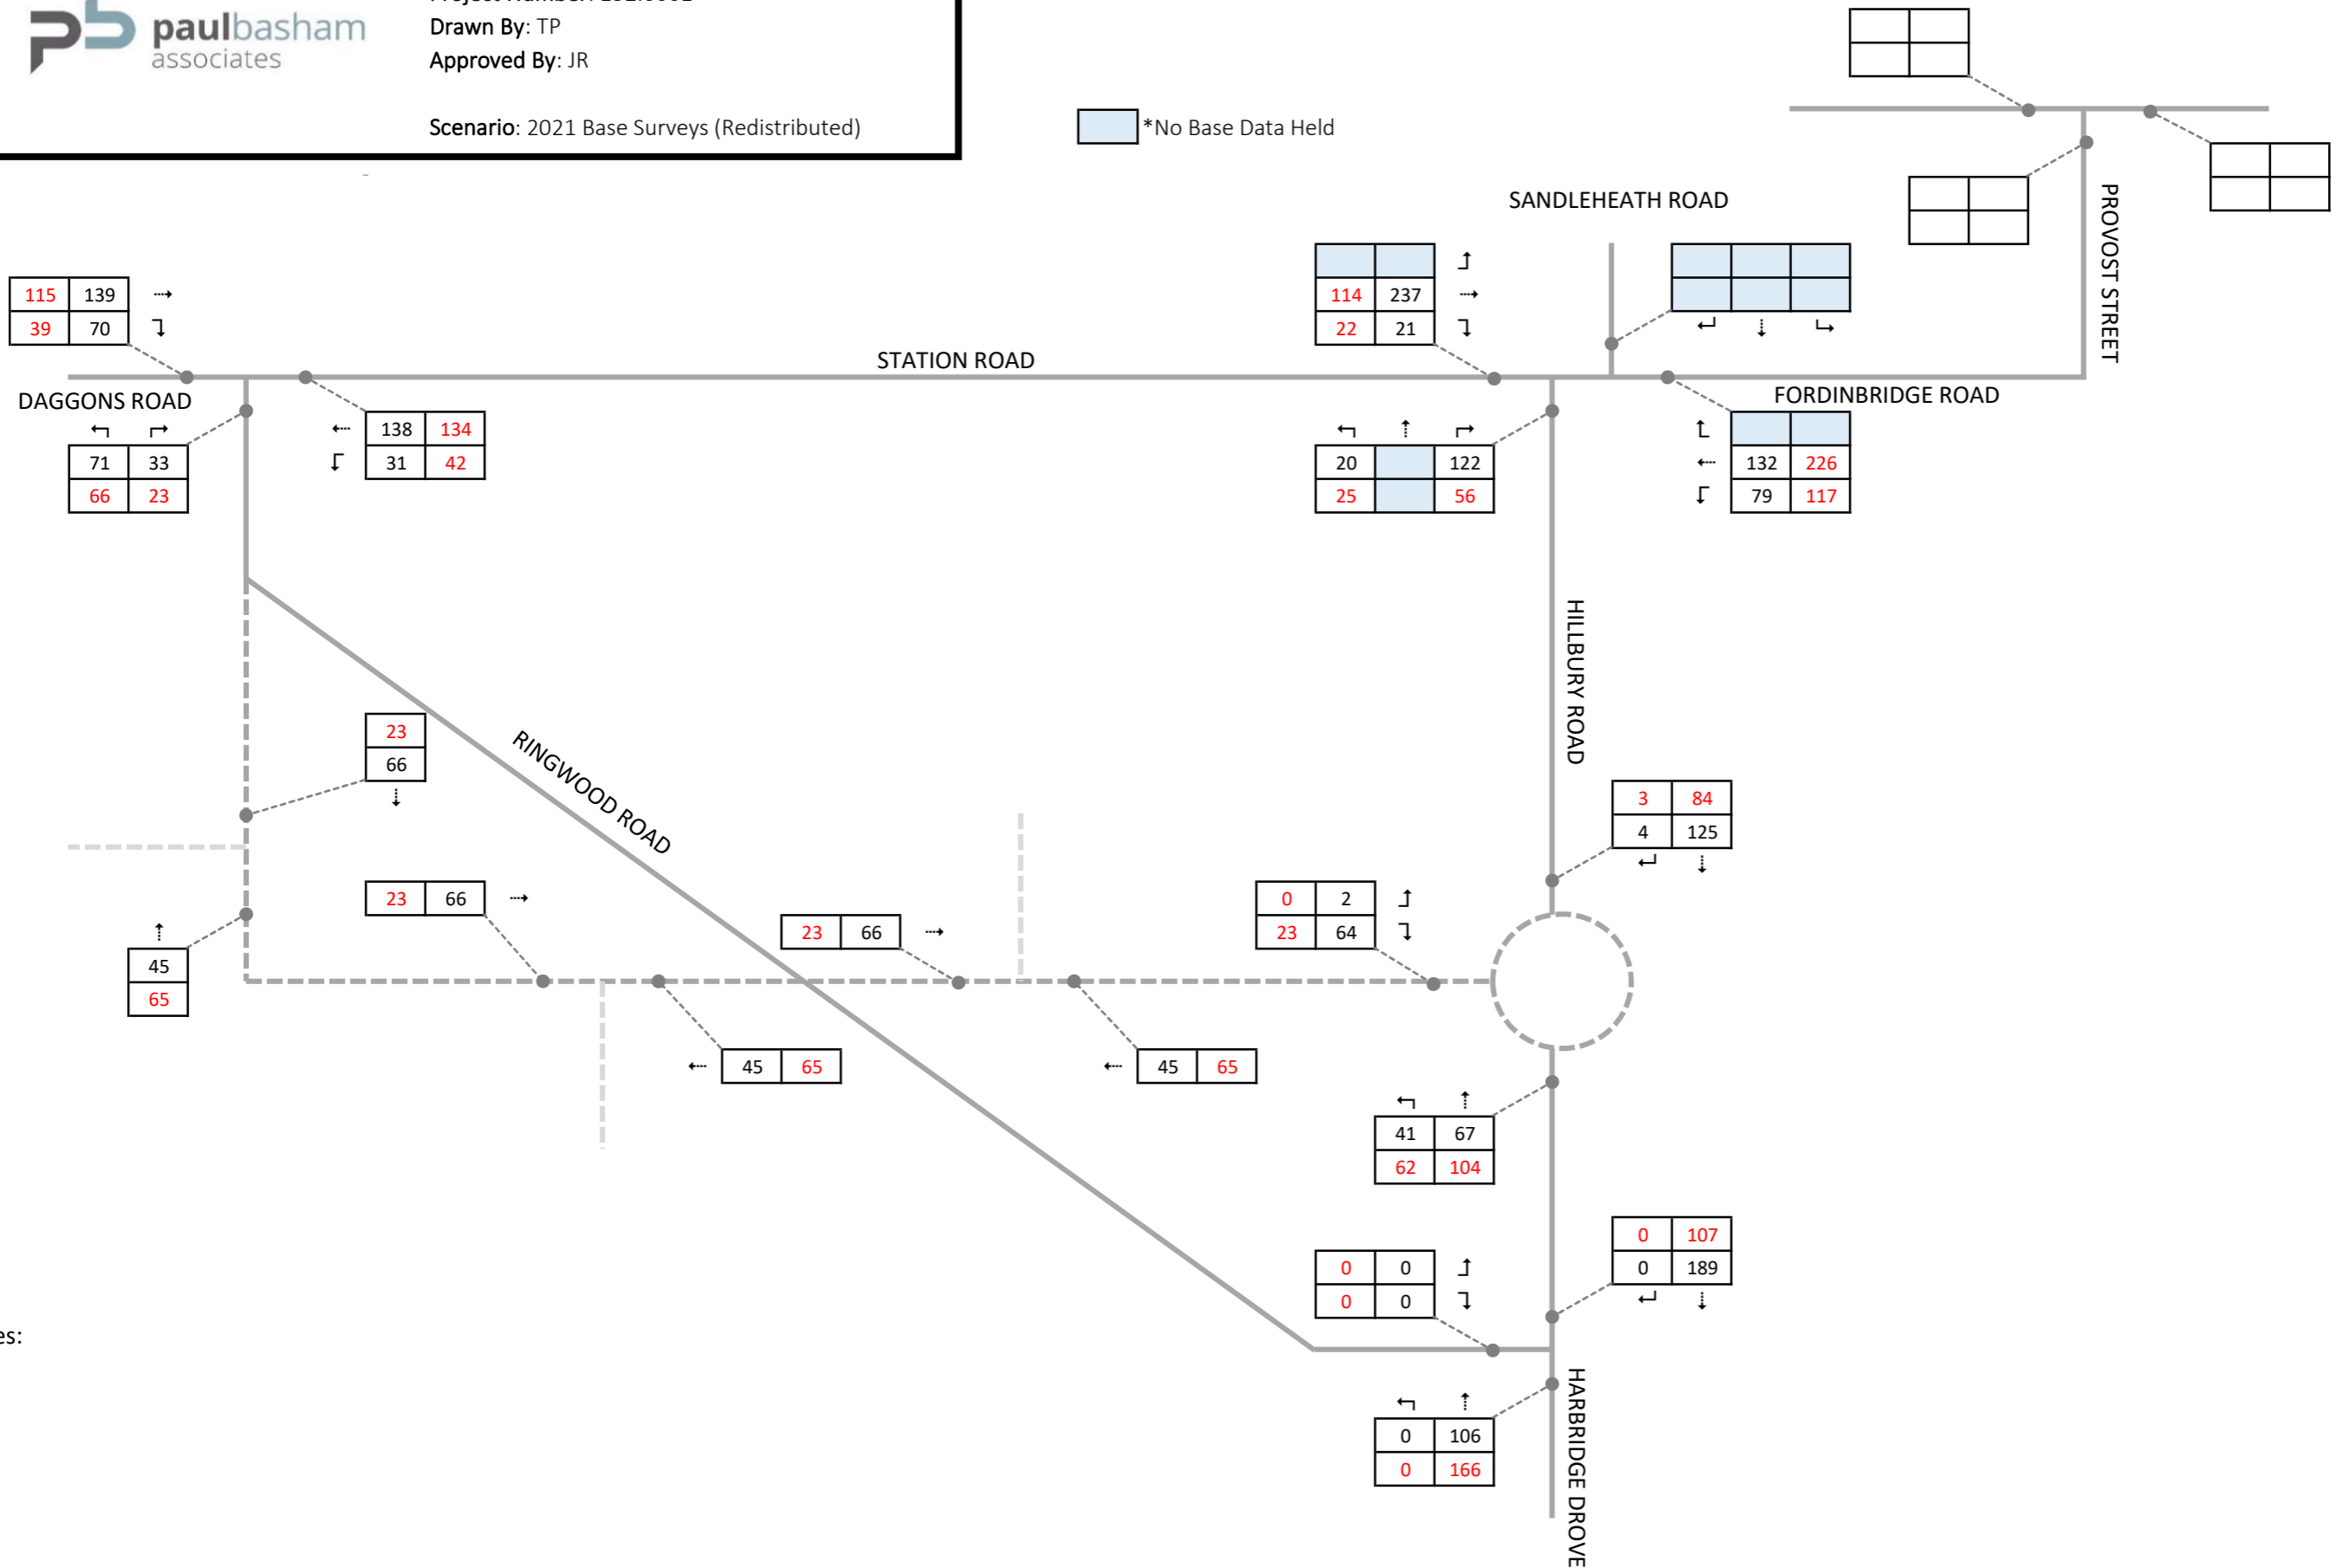 paulbasham
associates
Drawn By: TP
Approved By: JR
Scenario: 2021 Base Surveys (Redistributed)
*No Base Data Held
PROVOST STREET
SANDLEHEATH ROAD
115 139
39 70
114 237
22 21
STATION ROAD
DAGGONS ROAD
FORDINBRIDGE ROAD
138 134
31 42
71 33
66 23
20 122
25 56
132 226
79 117
HILLBURY ROAD
23
66
RINGWOOD ROAD
3 84
4 125
23 66
0 2
23 64
23 66
45
65
45 65
45 65
41 67
62 104
0 107
0 189
0 0
0 0
es:
0 106
0 166
HARBRIDGE DROVE